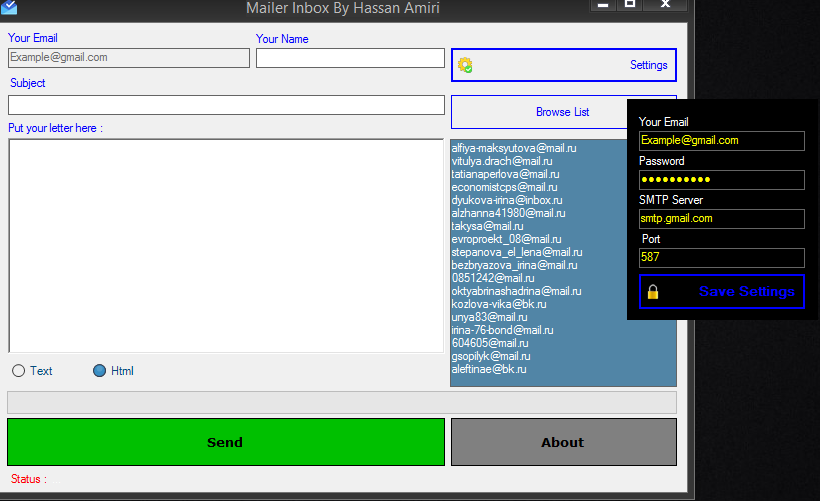 Mailer Inbox By Hassan Amiri
Your Email
Example@gmail.com
Your Name
Settings
Subject
Browse List
Put your letter here :
alfiya-maksyutova@mail.ru
vitulya.drach@mail.ru
tatianaperlova@mail.ru
economistcps@mail.ru
dyukova-irina@inbox.ru
alzhanna41980@mail.ru
takysa@mail.ru
evroproekt_08@mail.ru
stepanova_el_lena@mail.ru
bezbryazova_irina@mail.ru
0851242@mail.ru
oktyabrinashadrina@mail.ru
kozlova-vika@bk.ru
unya83@mail.ru
irina-76-bond@mail.ru
604605@mail.ru
gsopilyk@mail.ru
aleftinae@bk.ru
Your Email
Example@gmail.com
Password
●●●●●●●●●●
SMTP Server
smtp.gmail.com
Port
587
Save Settings
Text
Html
Send
About
Status :